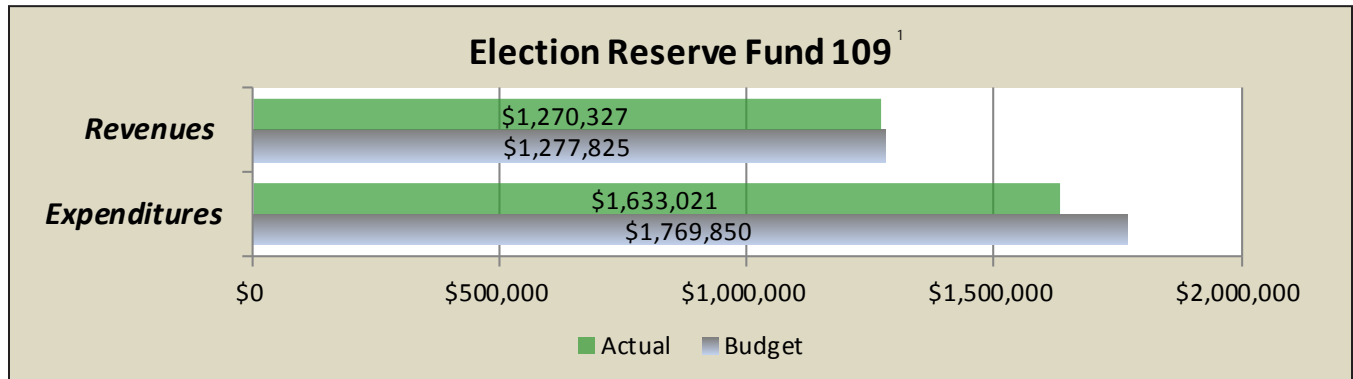 Election Reserve Fund 109 ¹
Revenues
$1,270,327
$1,277,825
Expenditures
$1,633,021
$1,769,850
$0 $500,000 $1,000,000 $1,500,000 $2,000,000
Actual Budget